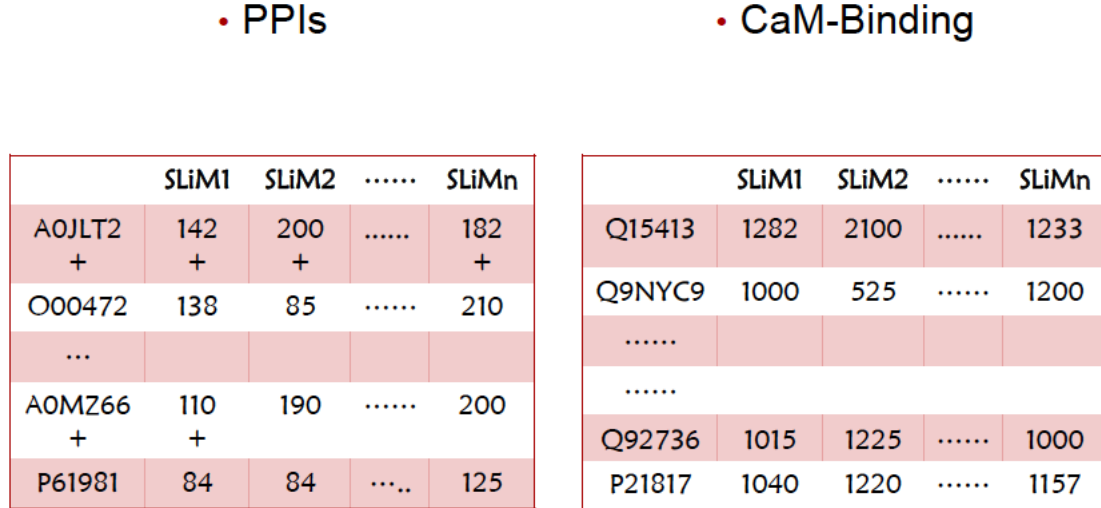 • PPIs
• CaM-Binding
SLiM1 SLiM2 ...... SLiMn
A0JLT2 142 200 ...... 182
+ + + +
O00472 138 85 ...... 210
...
A0MZ66 110 190 ...... 200
+ +
P61981 84 84 ..... 125
SLiM1 SLiM2 ...... SLiMn
Q15413 1282 2100 ...... 1233
Q9NYC9 1000 525 ...... 1200
......
......
Q92736 1015 1225 ...... 1000
P21817 1040 1220 ...... 1157